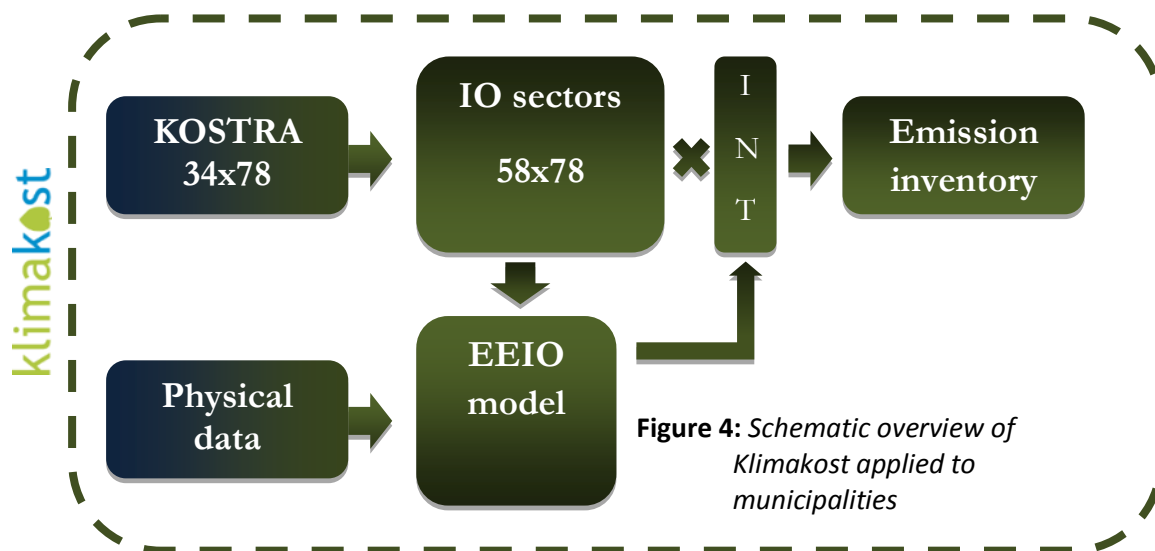 klimakost
KOSTRA
34x78
IO sectors
58x78
I
N
T
Emission
inventory
Physical
data
EEIO
model
Figure 4: Schematic overview of
Klimakost applied to
municipalities